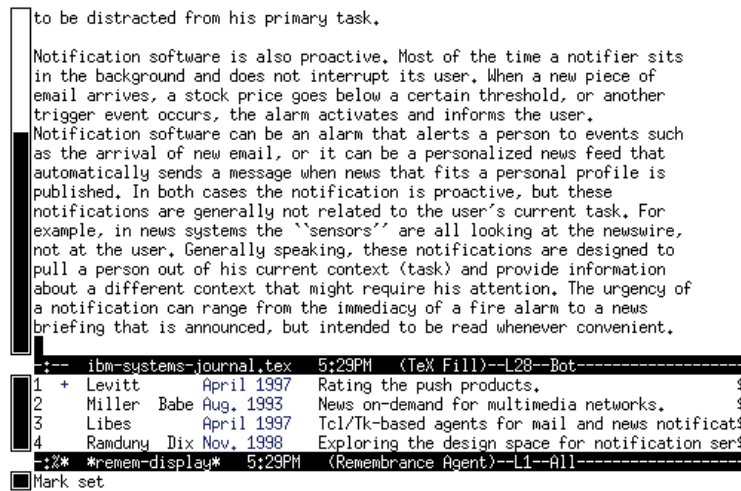 to be distracted from his primary task.
Notification software is also proactive. Most of the time a notifier sits
in the background and does not interrupt its user. When a new piece of
email arrives, a stock price goes below a certain threshold, or another
trigger event occurs, the alarm activates and informs the user.
Notification software can be an alarm that alerts a person to events such
as the arrival of new email, or it can be a personalized news feed that
automatically sends a message when news that fits a personal profile is
published. In both cases the notification is proactive, but these
notifications are generally not related to the user's current task. For
example, in news systems the ``sensors'' are all looking at the newswire,
not at the user. Generally speaking, these notifications are designed to
pull a person out of his current context (task) and provide information
about a different context that might require his attention. The urgency of
a notification can range from the immediacy of a fire alarm to a news
briefing that is announced, but intended to be read whenever convenient.
-:-- ibm-systems-journal.tex 5:29PM (TeX Fill)--L28--Bot-----------------
1 + Levitt April 1997 Rating the push products. $
2 Miller Babe Aug. 1993 News on-demand for multimedia networks. $
3 Libes April 1997 Tcl/Tk-based agents for mail and news notificat$
4 Ramduny Dix Nov. 1998 Exploring the design space for notification ser$
-:%* *remem-display* 5:29PM (Remembrance Agent)--L1--All-----------------
Mark set